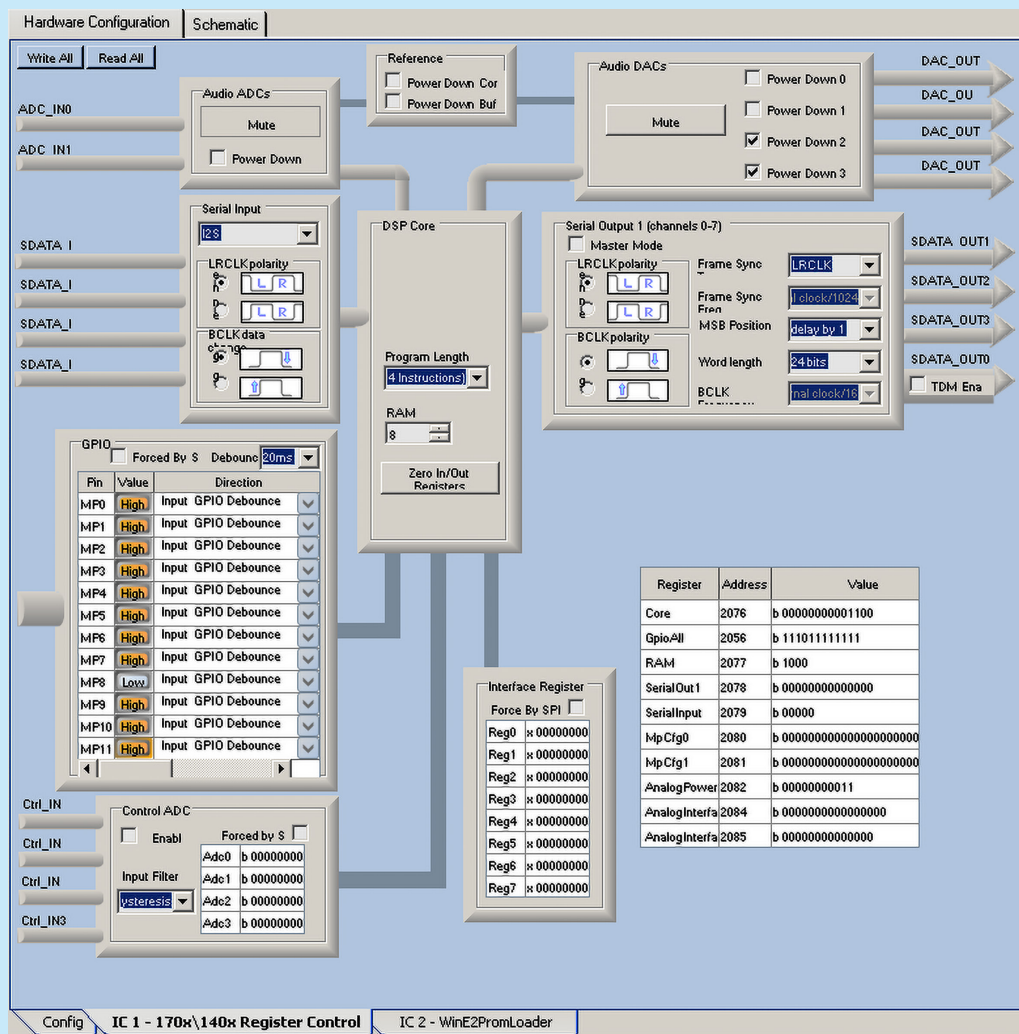 Hardware Configuration
Schematic
Write All
Read All
Reference
Power Down Cor
Power Down Buf
Audio ADCs
Mute
Power Down
Audio DACs
Mute
Power Down 0
Power Down 1
Power Down 2
Power Down 3
ADC_IN0
ADC IN1
DAC_OUT
DAC_OU
DAC_OUT
DAC_OUT
Serial Input
I2S
LRCLK polarity
L R
L R
BCLK data
change
SDATA I
SDATA_I
SDATA_I
SDATA_I
DSP Core
Program Length
4 Instructions)
RAM
8
Zero In/Out
Registers
Serial Output 1 (channels 0-7)
Master Mode
LRCLK polarity
L R
L R
BCLK polarity
Frame Sync
LRCLK
Frame Sync
Freq
l clock/1024
MSB Position
delay by 1
Word length
24 bits
BCLK
Frequency
nal clock/16
SDATA OUT1
SDATA_OUT2
SDATA_OUT3
SDATA_OUT0
TDM Ena
GPIO
Forced By S
Debounc
20ms
Pin Value Direction
MP0 High Input GPIO Debounce
MP1 High Input GPIO Debounce
MP2 High Input GPIO Debounce
MP3 High Input GPIO Debounce
MP4 High Input GPIO Debounce
MP5 High Input GPIO Debounce
MP6 High Input GPIO Debounce
MP7 High Input GPIO Debounce
MP8 Low Input GPIO Debounce
MP9 High Input GPIO Debounce
MP10 High Input GPIO Debounce
MP11 High Input GPIO Debounce
Register Address Value
Core 2076 b 00000000001100
GpioAll 2056 b 111011111111
RAM 2077 b 1000
SerialOut1 2078 b 00000000000000
SerialInput 2079 b 00000
MpCfg0 2080 b 000000000000000000000
MpCfg1 2081 b 000000000000000000000
AnalogPower 2082 b 00000000011
AnalogInterfa 2084 b 0000000000000000
AnalogInterfa 2085 b 00000000000000
Interface Register
Force By SPI
Reg0 x 00000000
Reg1 x 00000000
Reg2 x 00000000
Reg3 x 00000000
Reg4 x 00000000
Reg5 x 00000000
Reg6 x 00000000
Reg7 x 00000000
Ctrl_IN
Ctrl_IN
Ctrl_IN
Ctrl_IN3
Control ADC
Enabl
Forced by S
Input Filter
ysteresis
Adc0 b 00000000
Adc1 b 00000000
Adc2 b 00000000
Adc3 b 00000000
Config
IC 1 - 170x\140x Register Control
IC 2 - WinE2PromLoader